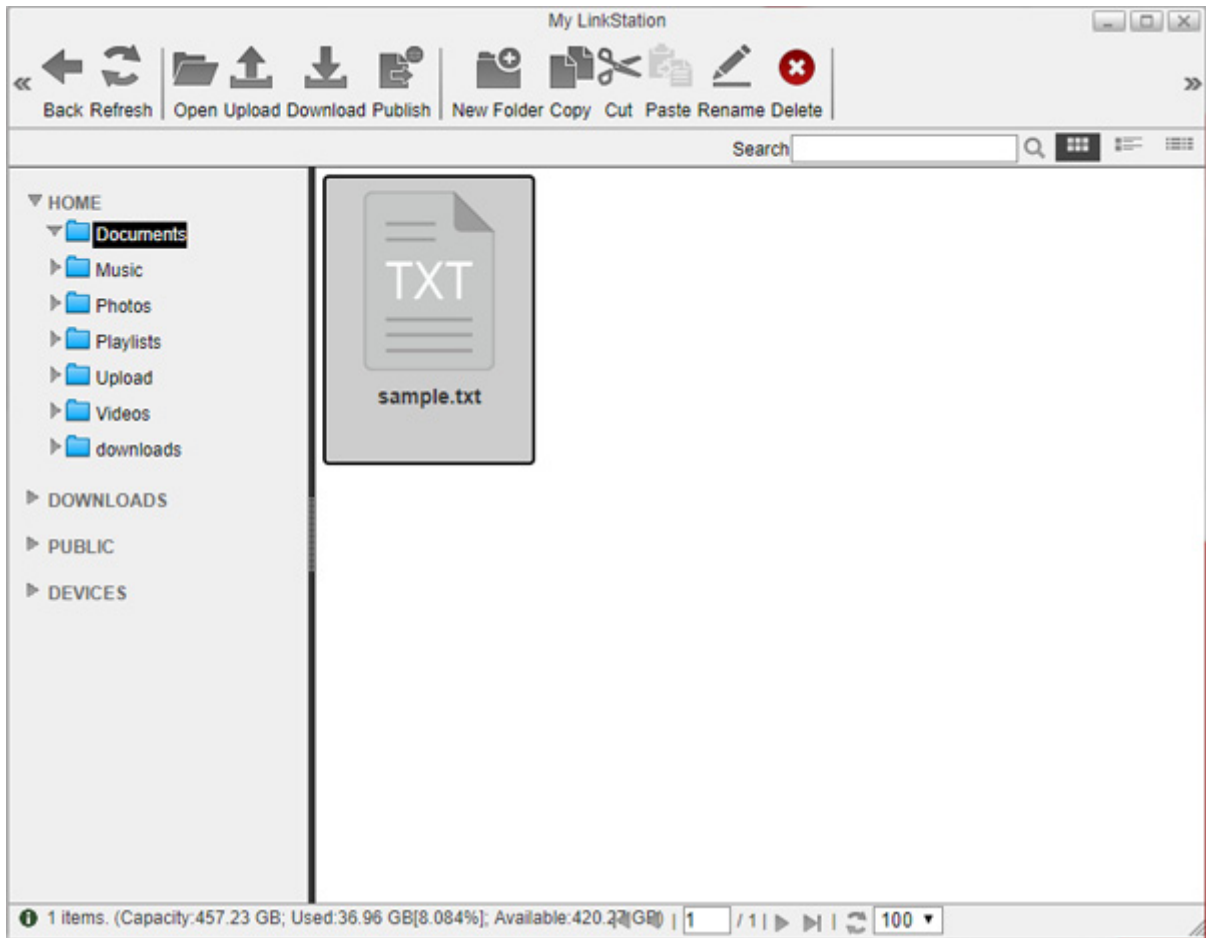 My LinkStation
Back Refresh Open Upload Download Publish New Folder Copy Cut Paste Rename Delete
Search
HOME
Documents
Music
Photos
Playlists
Upload
Videos
downloads
DOWNLOADS
PUBLIC
DEVICES
TXT
sample.txt
1 items. (Capacity:457.23 GB; Used:36.96 GB[8.084%]; Available:420.27 GB) | 1 / 1 | | 100